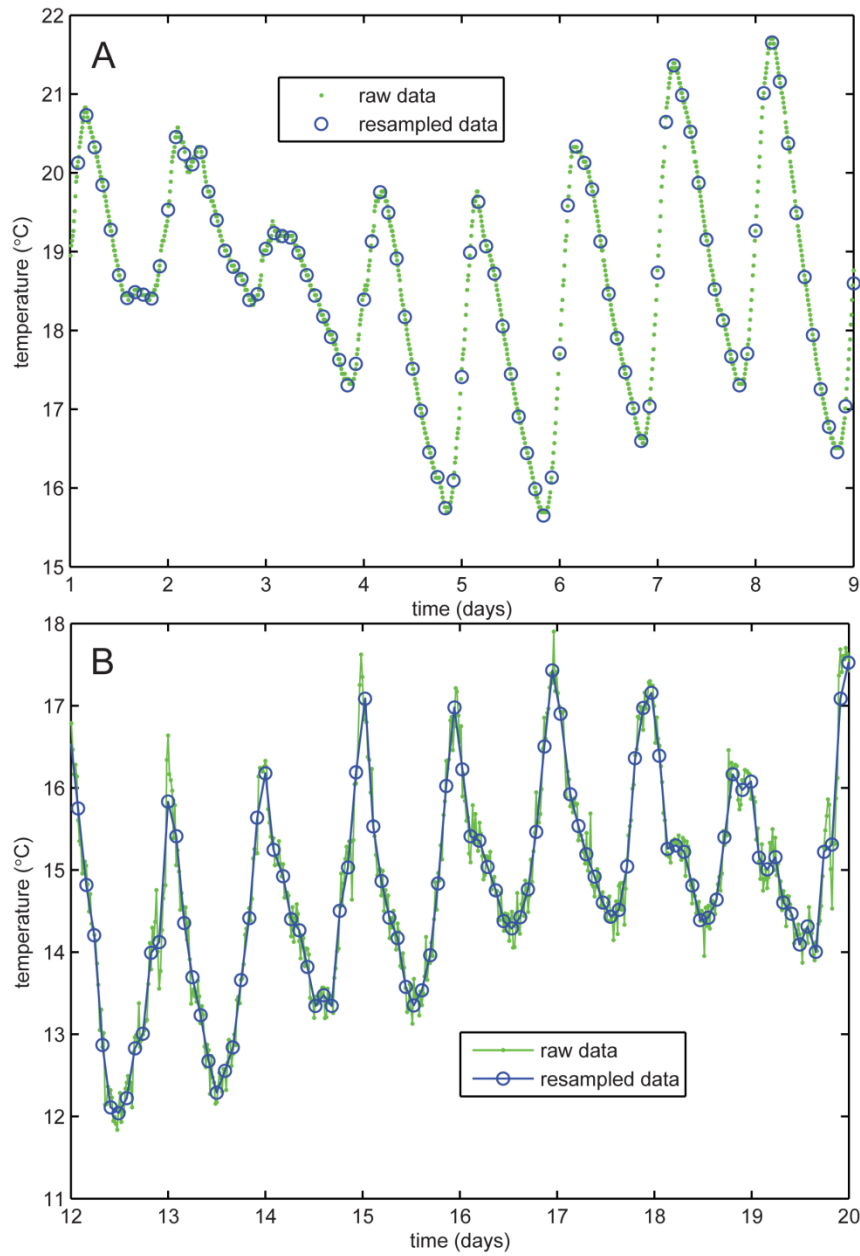 A
raw data
resampled data
22
21
20
19
18
17
16
15
temperature (°C)
1 2 3 4 5 6 7 8 9
time (days)
B
18
17
16
15
14
13
12
11
temperature (°C)
raw data
resampled data
12 13 14 15 16 17 18 19 20
time (days)